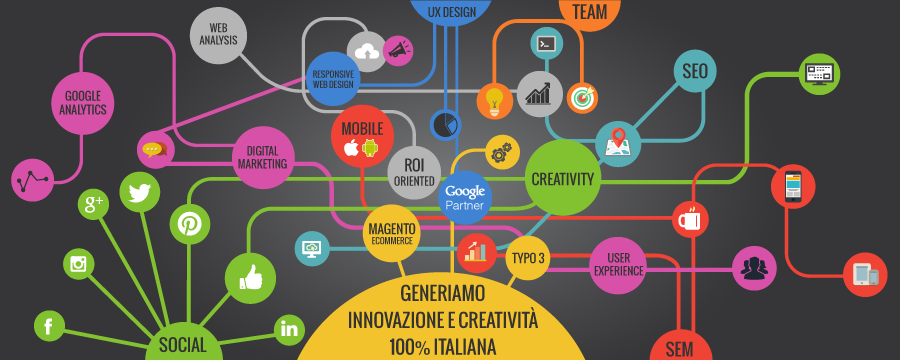 UX DESIGN
TEAM
WEB
ANALYSIS
RESPONSIVE
WEB DESIGN
SEO
GOOGLE
ANALYTICS
MOBILE
DIGITAL
MARKETING
ROI
ORIENTED
CREATIVITY
Google
Partner
g+
MAGENTO
ECOMMERCE
TYPO 3
USER
EXPERIENCE
f
in
GENERIAMO
INNOVAZIONE E CREATIVITÀ
100% ITALIANA
SOCIAL
SEM